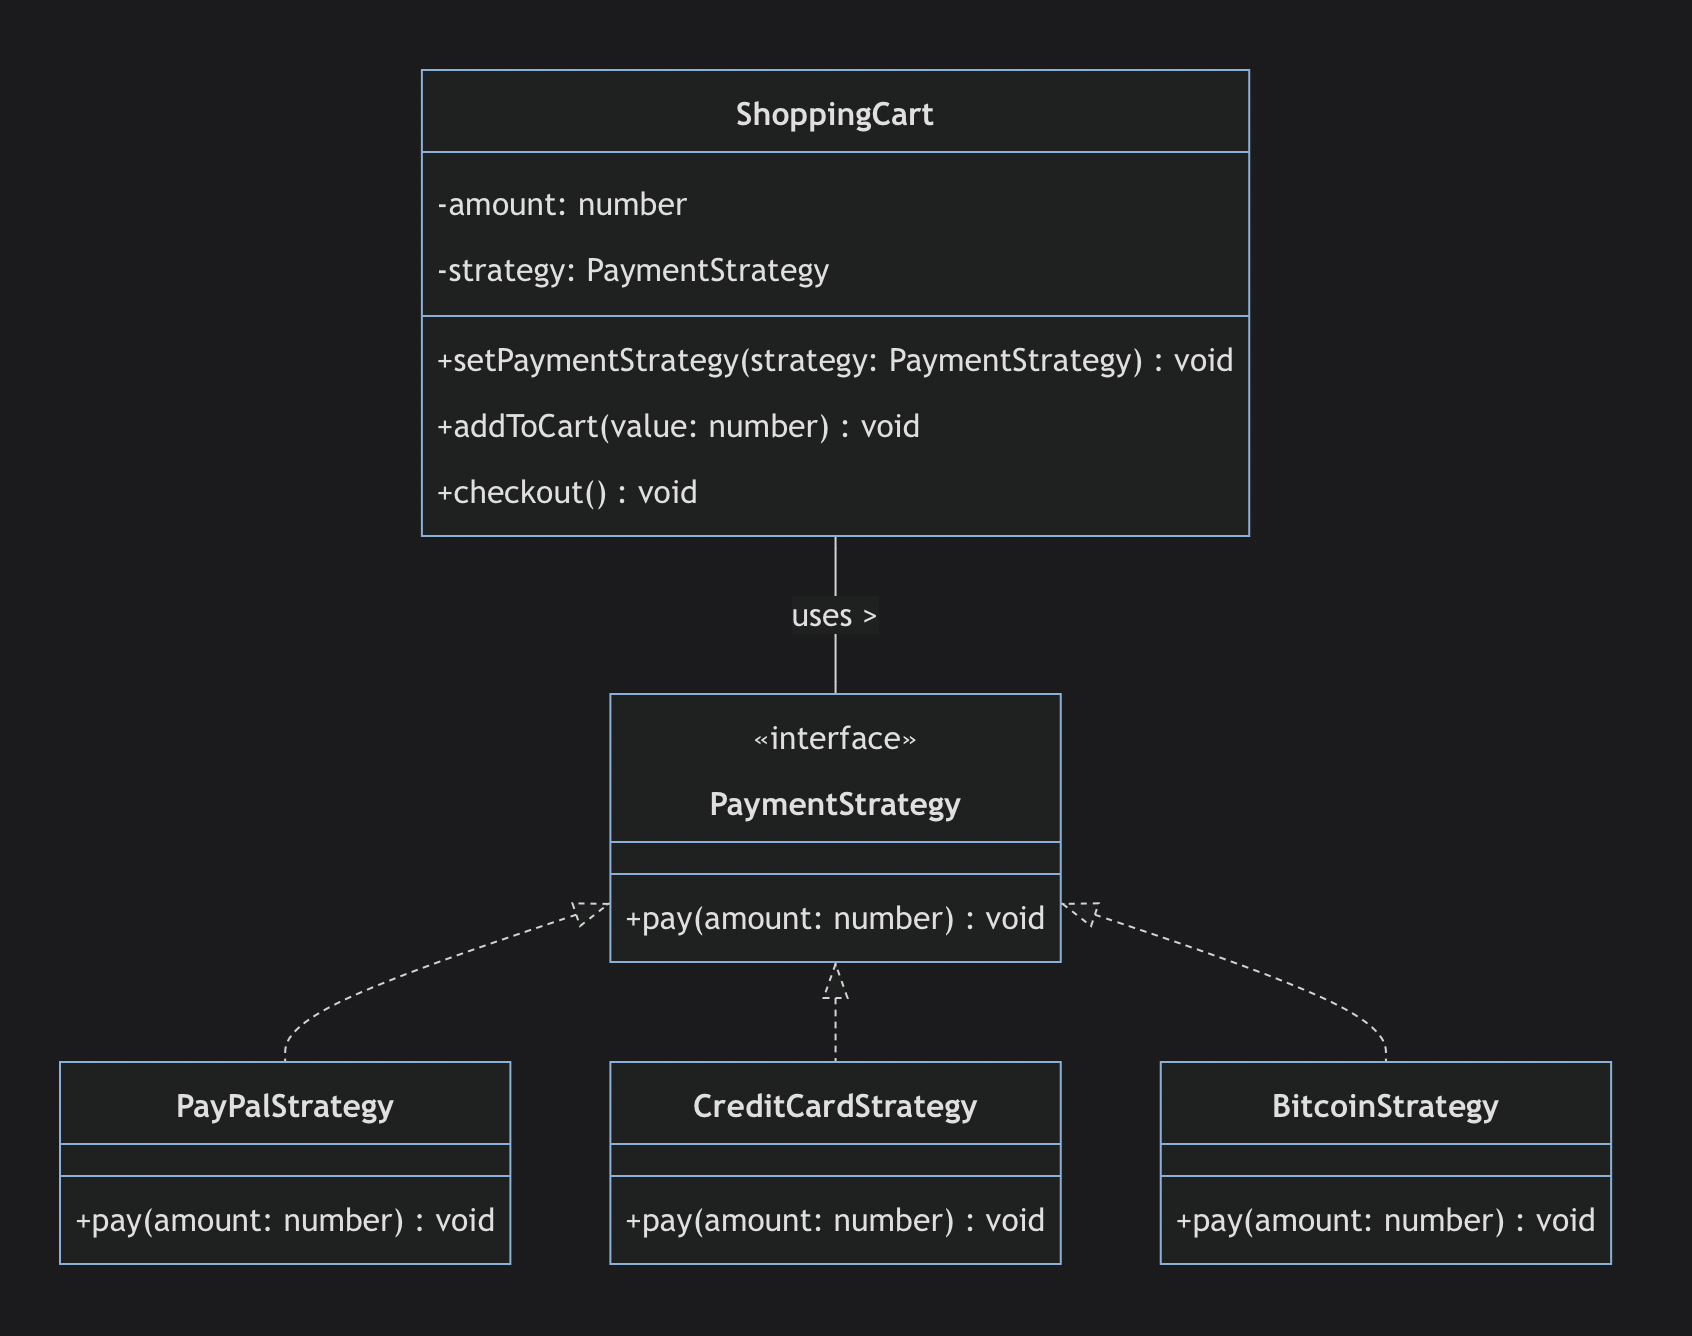 ShoppingCart
-amount: number
-strategy: PaymentStrategy
+setPaymentStrategy(strategy: PaymentStrategy) : void
+addToCart(value: number) : void
+checkout() : void
uses >
«interface»
PaymentStrategy
+pay(amount: number) : void
PayPalStrategy
+pay(amount: number) : void
CreditCardStrategy
+pay(amount: number) : void
BitcoinStrategy
+pay(amount: number) : void